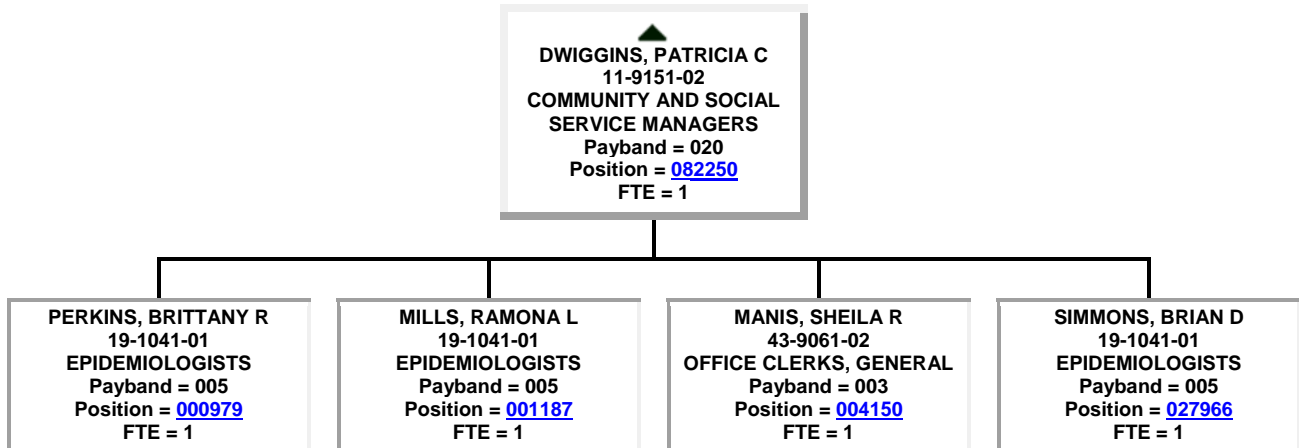 DWIGGINS, PATRICIA C
11-9151-02
COMMUNITY AND SOCIAL
SERVICE MANAGERS
Payband = 020
Position = 082250
FTE = 1
PERKINS, BRITTANY R
19-1041-01
EPIDEMIOLOGISTS
Payband = 005
Position = 000979
FTE = 1
MILLS, RAMONA L
19-1041-01
EPIDEMIOLOGISTS
Payband = 005
Position = 001187
FTE = 1
MANIS, SHEILA R
43-9061-02
OFFICE CLERKS, GENERAL
Payband = 003
Position = 004150
FTE = 1
SIMMONS, BRIAN D
19-1041-01
EPIDEMIOLOGISTS
Payband = 005
Position = 027966
FTE = 1